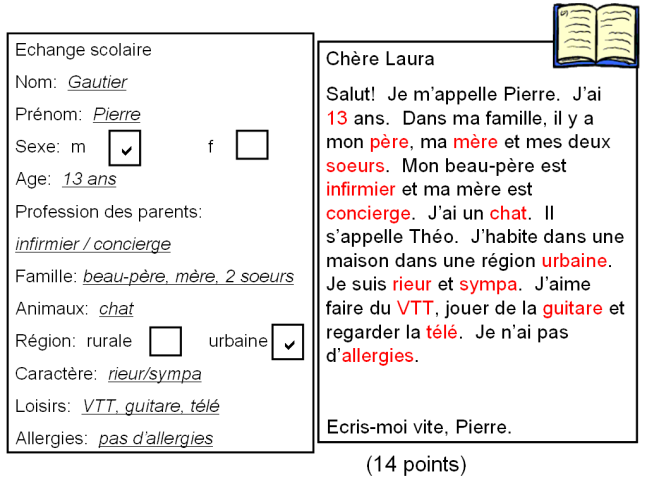 Echange scolaire
Nom: Gautier
Prénom: Pierre
Sexe: m f
Age: 13 ans
Profession des parents:
infirmier / concierge
Famille: beau-père, mère, 2 soeurs
Animaux: chat
Région: rurale urbaine
Caractère: rieur/sympa
Loisirs: VTT, guitare, télé
Allergies: pas d'allergies
Chère Laura
Salut! Je m'appelle Pierre. J'ai
13 ans. Dans ma famille, il y a
mon père, ma mère et mes deux
soeurs. Mon beau-père est
infirmier et ma mère est
concierge. J'ai un chat. Il
s'appelle Théo. J'habite dans une
maison dans une région urbaine.
Je suis rieur et sympa. J'aime
faire du VTT, jouer de la guitare et
regarder la télé. Je n'ai pas
d'allergies.
Ecris-moi vite, Pierre.
(14 points)